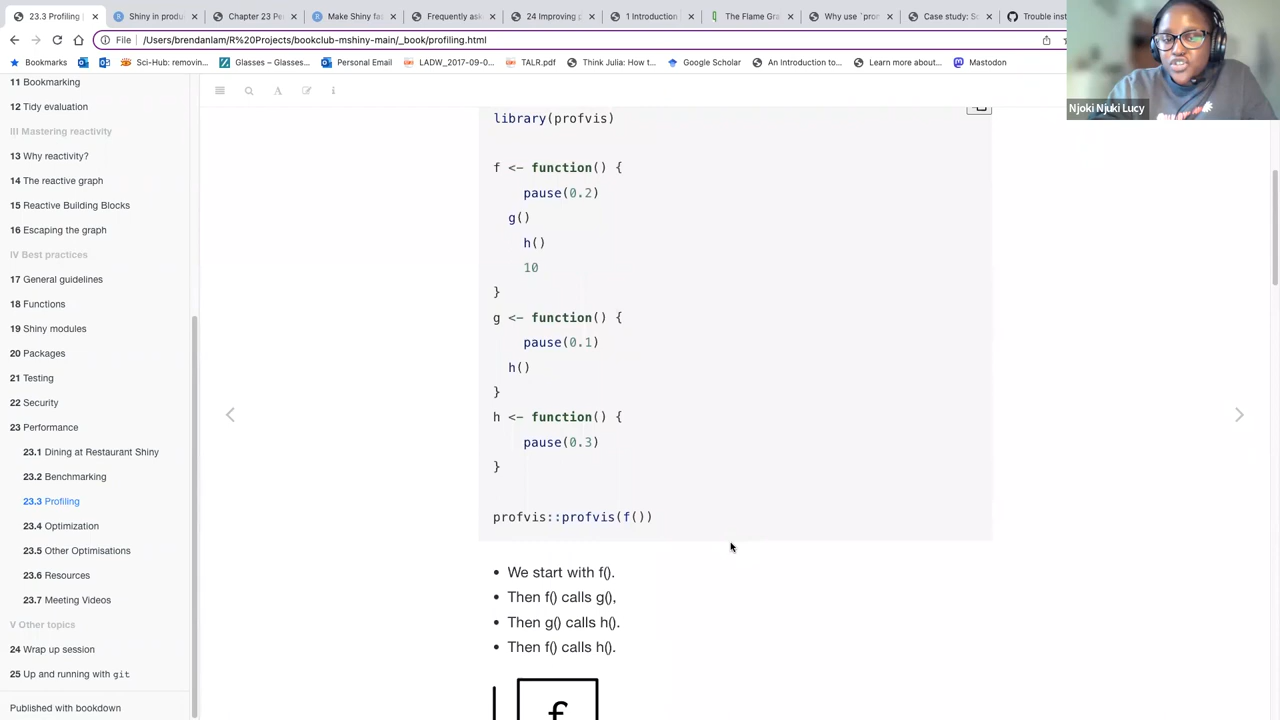 23.3 Profiling
Shiny in produ
Chapter 23 Pe
Make Shiny fa
Frequently ask
24 Improving p
1 Introduction
The Flame Gra
Why use `pror
Case study: Sc
Trouble inst
File
/Users/brendanlam/R%20Projects/bookclub-mshiny-main/_book/profiling.html
Bookmarks
Sci-Hub: removin...
Glasses – Glasses...
Personal Email
LADW_2017-09-0...
TALR.pdf
Think Julia: How t...
Google Scholar
An Introduction to...
Learn more about...
Mastodon
Njoki Njuki Lucy
11 Bookmarking
12 Tidy evaluation
III Mastering reactivity
13 Why reactivity?
14 The reactive graph
15 Reactive Building Blocks
16 Escaping the graph
IV Best practices
17 General guidelines
18 Functions
19 Shiny modules
20 Packages
21 Testing
22 Security
23 Performance
23.1 Dining at Restaurant Shiny
23.2 Benchmarking
23.3 Profiling
23.4 Optimization
23.5 Other Optimisations
23.6 Resources
23.7 Meeting Videos
V Other topics
24 Wrap up session
25 Up and running with git
Published with bookdown
library(profvis)
f <- function() {
pause(0.2)
g()
h()
10
}
g <- function() {
pause(0.1)
h()
}
h <- function() {
pause(0.3)
}
profvis::profvis(f())
• We start with f().
• Then f() calls g(),
• Then g() calls h().
• Then f() calls h().
f